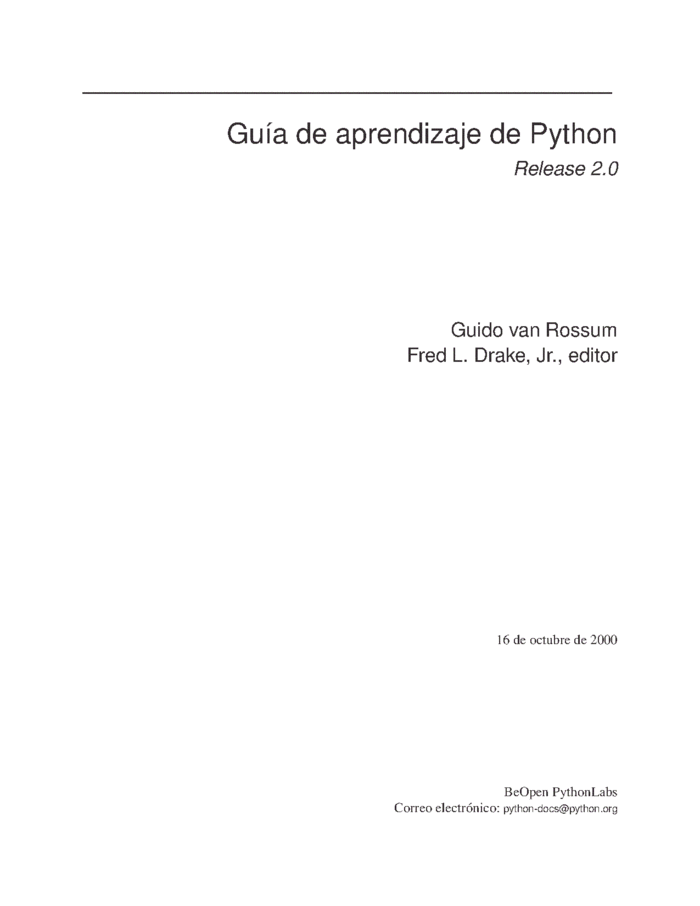 Guía de aprendizaje de Python
Release 2.0
Guido van Rossum
Fred L. Drake, Jr., editor
16 de octubre de 2000
BeOpen PythonLabs
Correo electrónico: python-docs@python.org